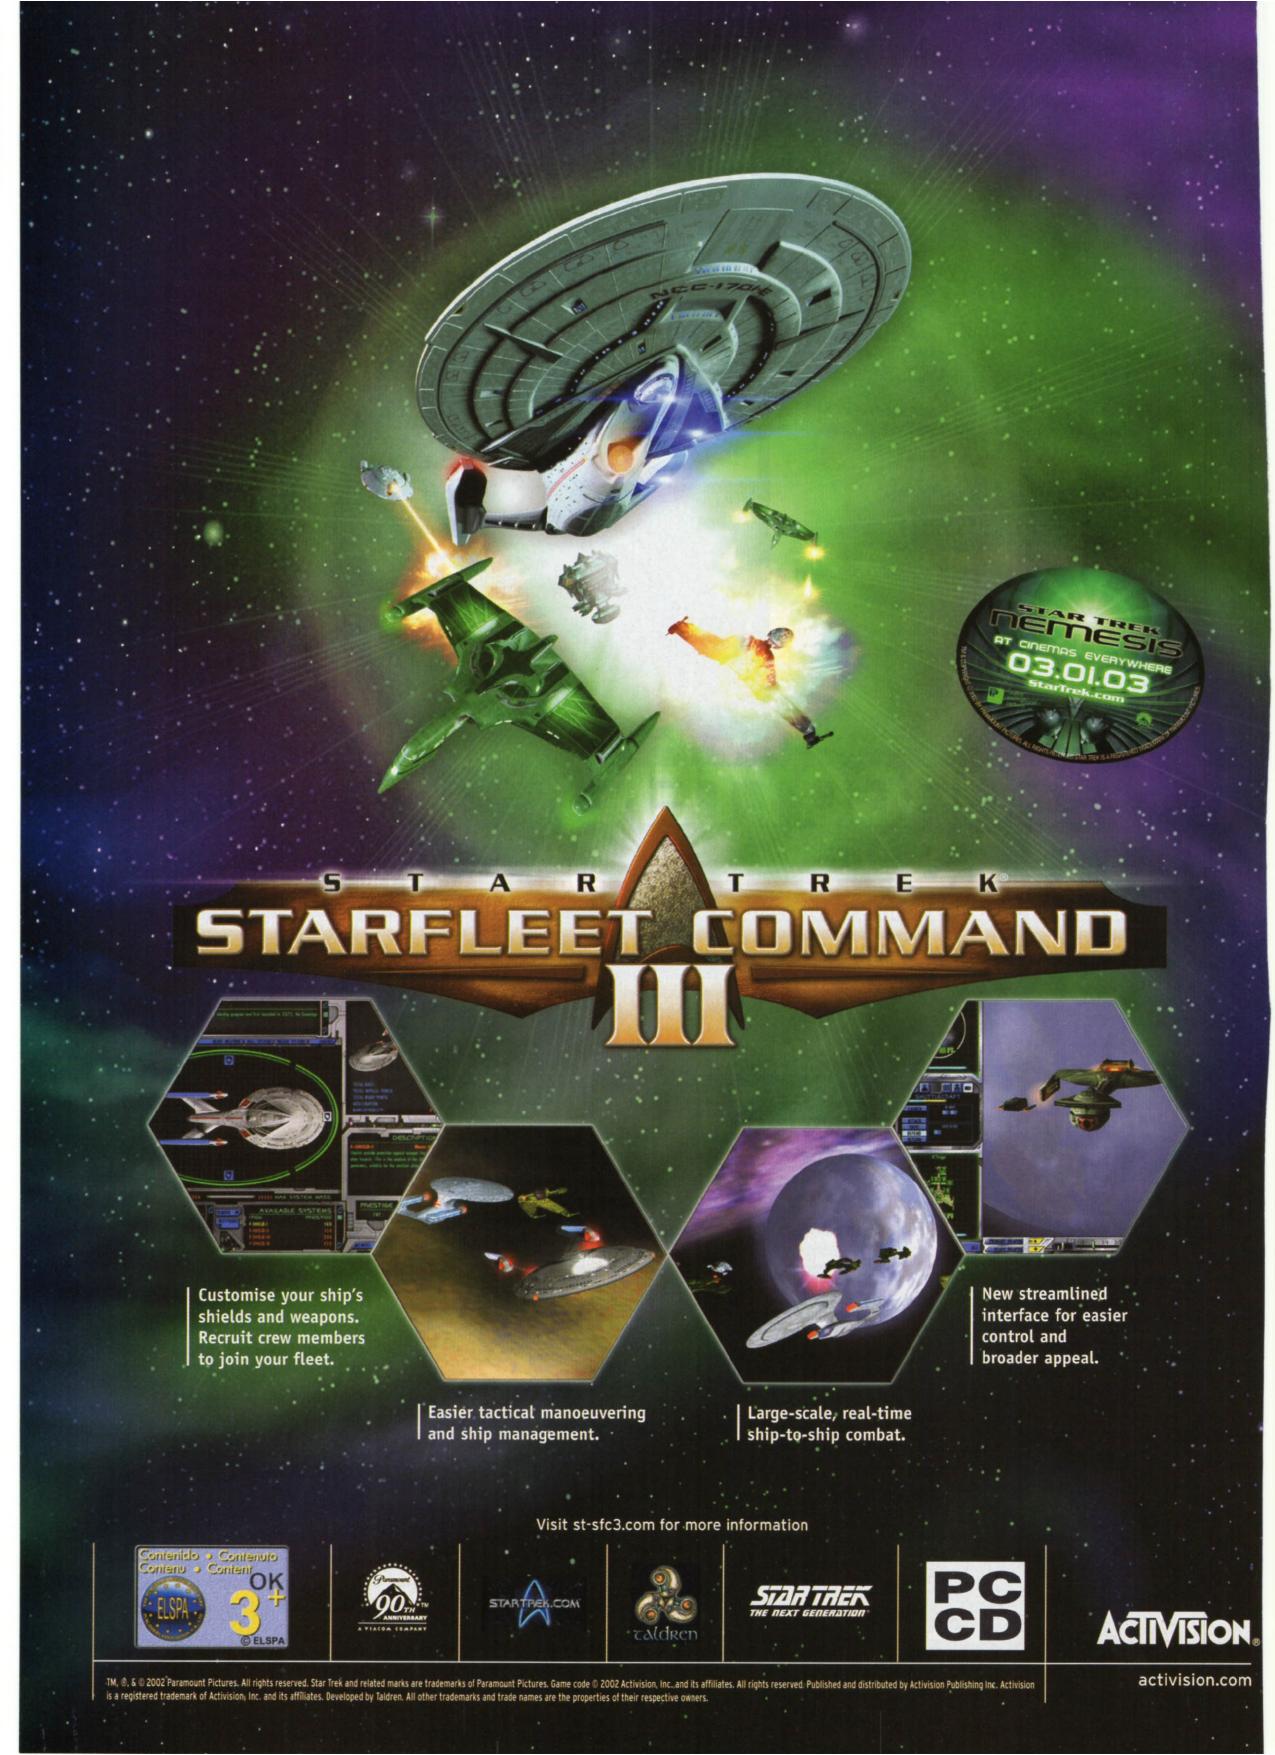 NCC-1701-E
STAR TREK
NEMESIS
AT CINEMAS EVERYWHERE
03.01.03
StarTrek.com
STAR TREK®
STARFLEET COMMAND
III
DESCRIPTION
AVAILABLE SYSTEMS
PRESTIGE
SHUTTLECRAFT
Customise your ship's
shields and weapons.
Recruit crew members
to join your fleet.
Easier tactical manoeuvering
and ship management.
Large-scale, real-time
ship-to-ship combat.
New streamlined
interface for easier
control and
broader appeal.
Visit st-sfc3.com for more information
Contenido • Contenuto
Contenu • Content
OK
ELSPA
3+
© ELSPA
Paramount
90TH TM
ANNIVERSARY
A VIACOM COMPANY
STARTREK.COM
taldren
STAR TREK
THE NEXT GENERATION®
PC
CD
ACTIVISION®
activision.com
TM, ®, & © 2002 Paramount Pictures. All rights reserved. Star Trek and related marks are trademarks of Paramount Pictures. Game code © 2002 Activision, Inc. and its affiliates. All rights reserved. Published and distributed by Activision Publishing Inc. Activision
is a registered trademark of Activision, Inc. and its affiliates. Developed by Taldren. All other trademarks and trade names are the properties of their respective owners.